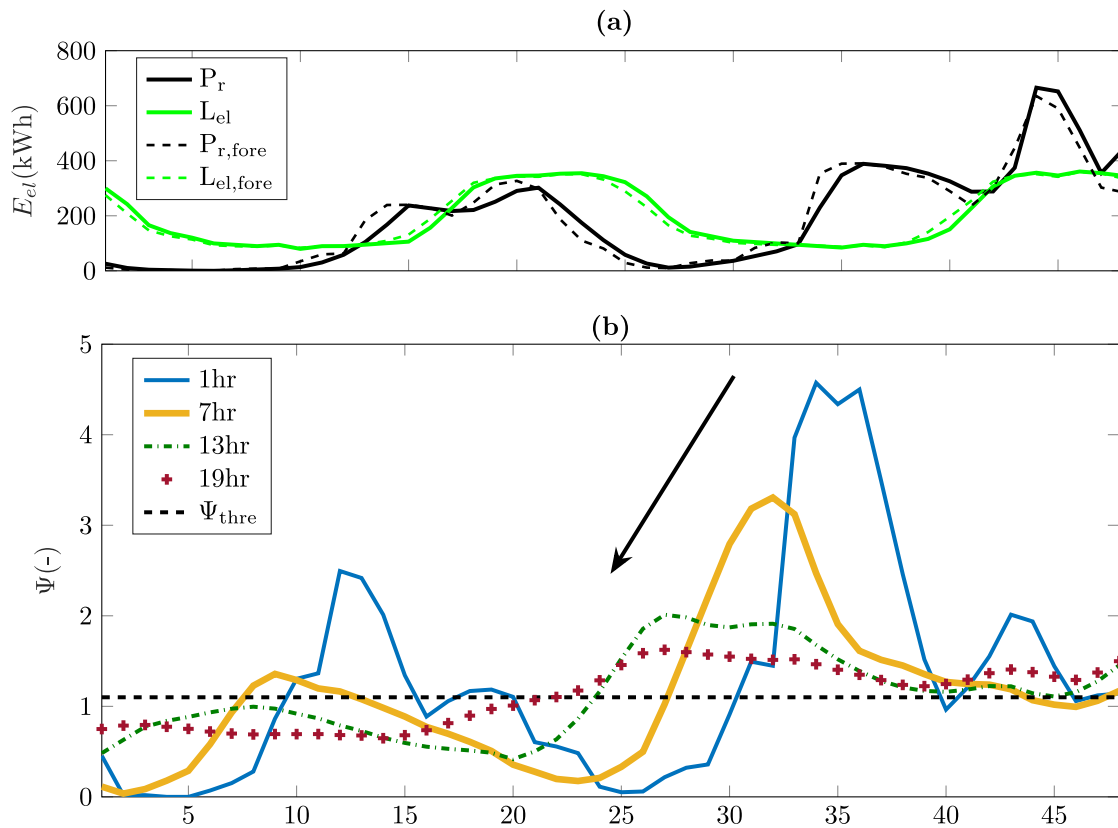 (a)
800
600
400
200
0
E_el(kWh)
P_r
L_el
P_r,fore
L_el,fore
(b)
5
4
3
2
1
0
Ψ(-)
1hr
7hr
13hr
19hr
Ψ_thre
5 10 15 20 25 30 35 40 45